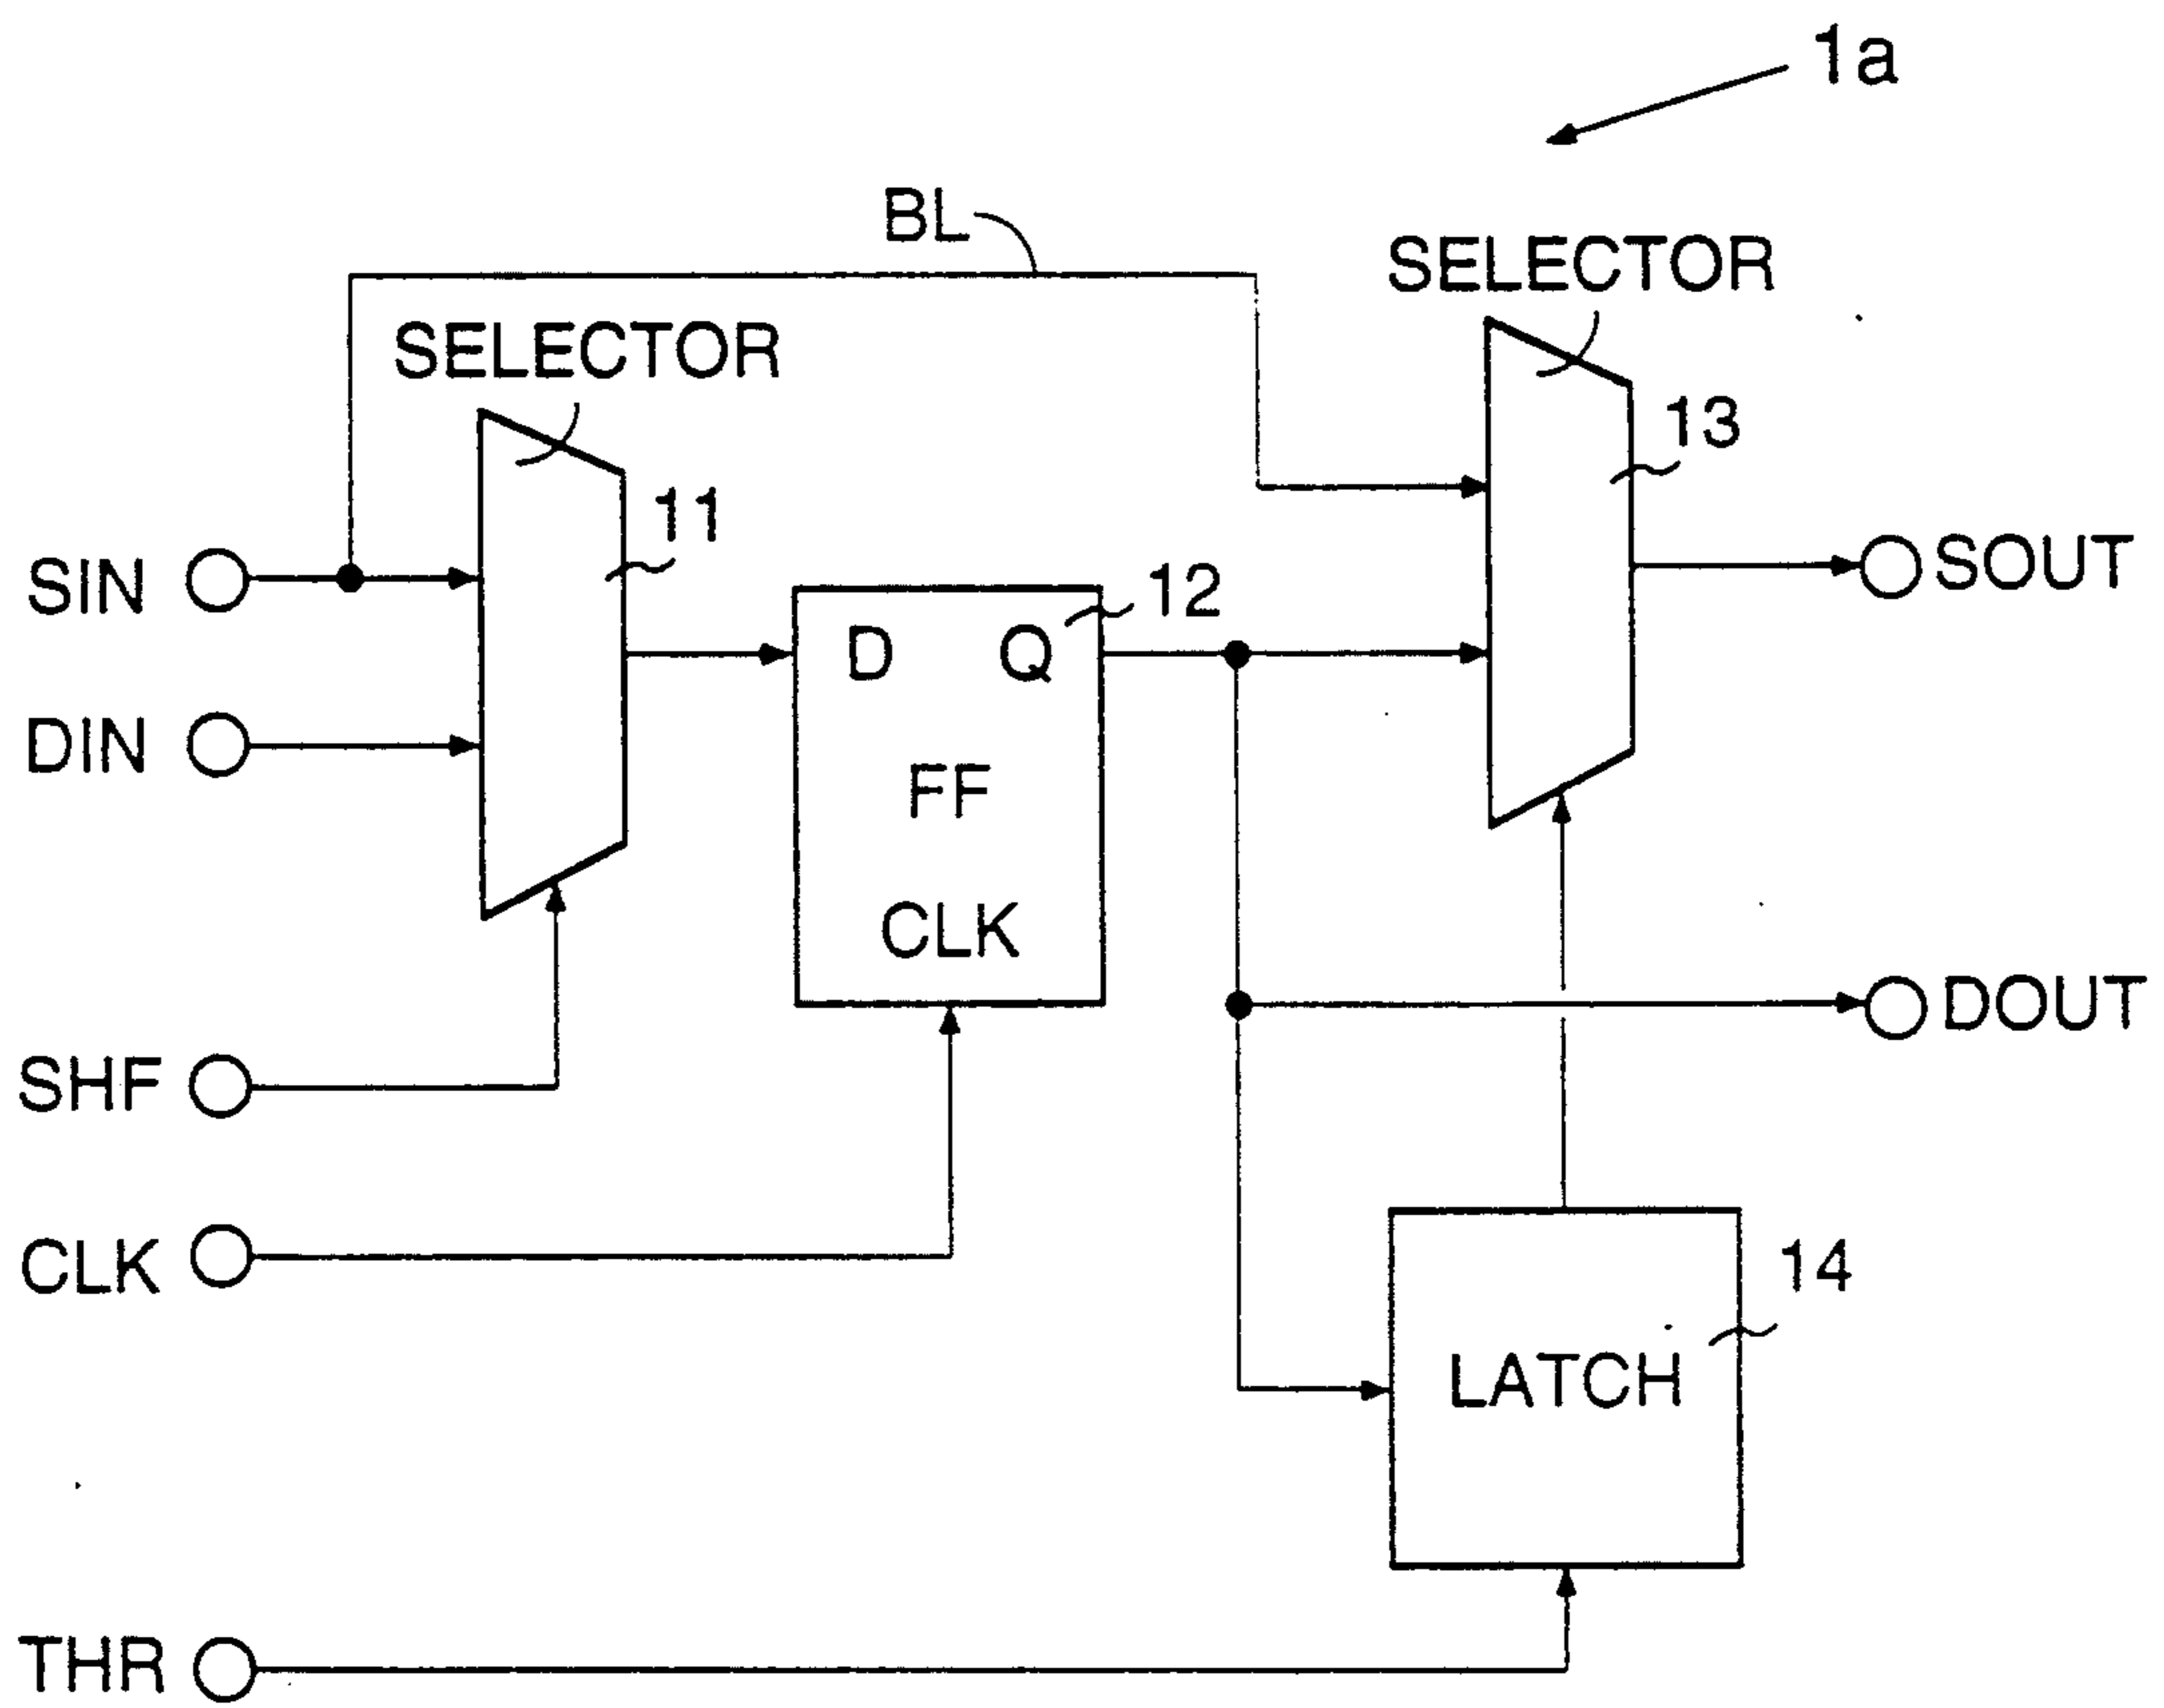 1a
BL
SELECTOR
SELECTOR
13
11
SIN
SOUT
12
D Q
DIN
FF
CLK
DOUT
SHF
CLK
14
LATCH
THR